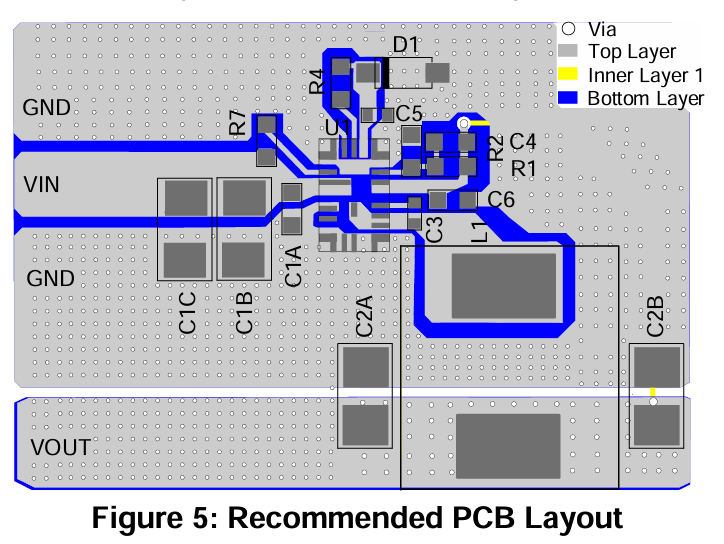 Via
Top Layer
Inner Layer 1
Bottom Layer
D1
R4
GND
C5
R7
U1
R2
C4
R1
VIN
C6
C3
L1
GND
C1A
C1C
C1B
C2A
C2B
VOUT
Figure 5: Recommended PCB Layout